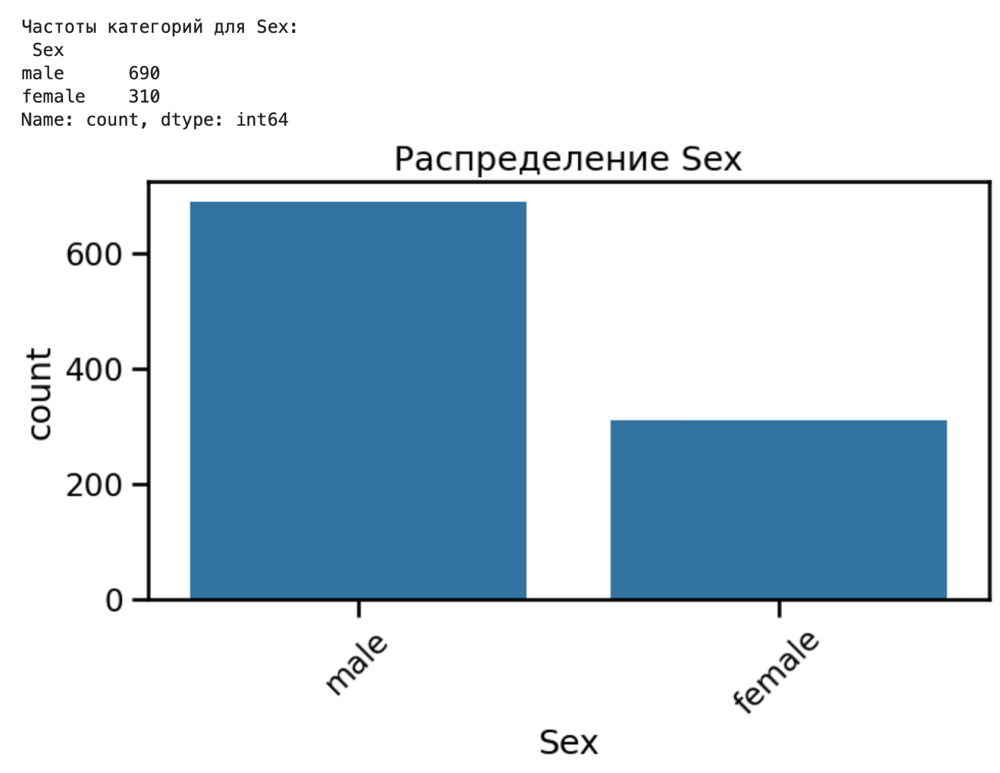 Частоты категорий для Sex:
Sex
male 690
female 310
Name: count, dtype: int64
Распределение Sex
600
400
200
0
count
male
female
Sex